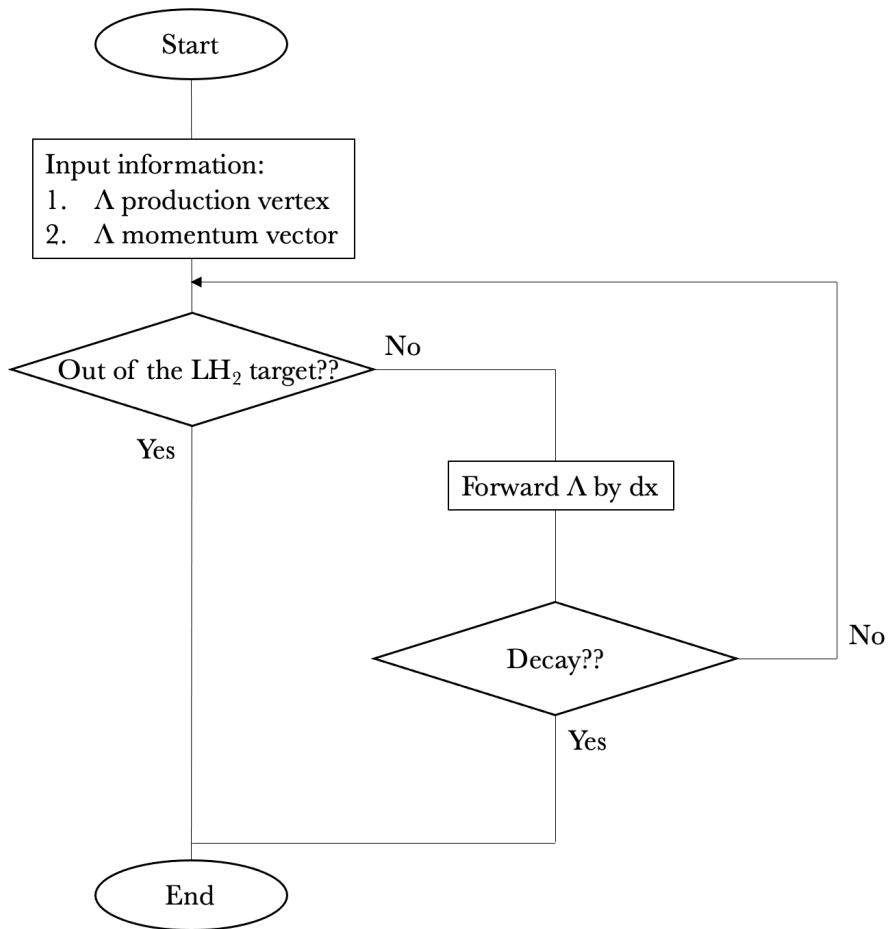 Start
Input information:
1. Λ production vertex
2. Λ momentum vector
Out of the LH₂ target??
No
Yes
Forward Λ by dx
Decay??
No
Yes
End